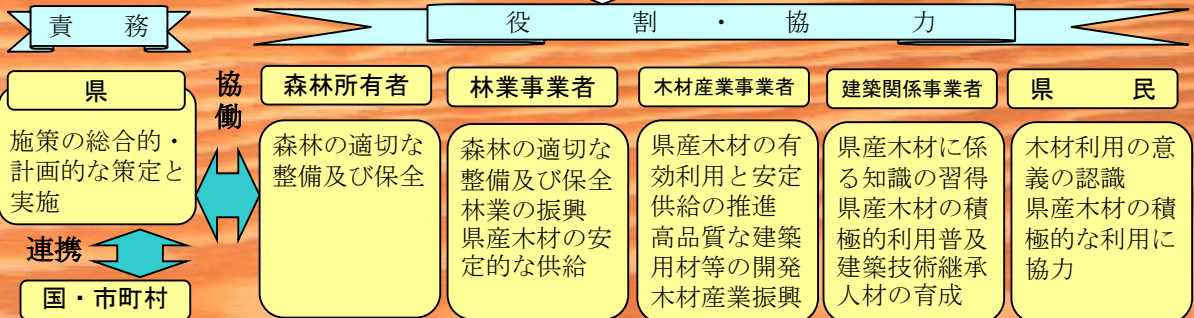 責　務
役　割　・　協　力
県
施策の総合的・
計画的な策定と
実施
連携
国・市町村
協
働
森林所有者
森林の適切な
整備及び保全
林業事業者
森林の適切な
整備及び保全
林業の振興
県産木材の安
定的な供給
木材産業事業者
県産木材の有
効利用と安定
供給の推進
高品質な建築
用材等の開発
木材産業振興
建築関係事業者
県産木材に係
る知識の習得
県産木材の積
極的利用普及
建築技術継承
人材の育成
県　民
木材利用の意
義の認識
県産木材の積
極的な利用に
協力